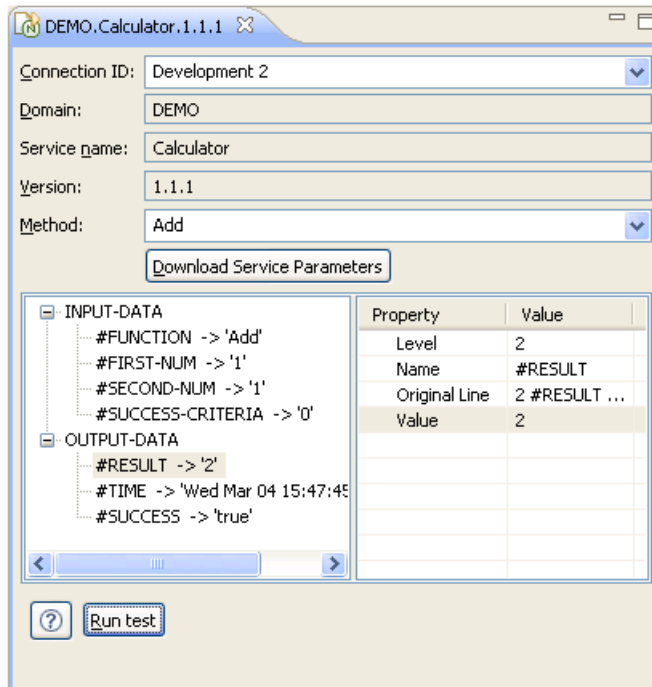 DEMO.Calculator.1.1.1
Connection ID: Development 2
Domain: DEMO
Service name: Calculator
Version: 1.1.1
Method: Add
Download Service Parameters
INPUT-DATA
#FUNCTION -> 'Add'
#FIRST-NUM -> '1'
#SECOND-NUM -> '1'
#SUCCESS-CRITERIA -> '0'
OUTPUT-DATA
#RESULT -> '2'
#TIME -> 'Wed Mar 04 15:47:45
#SUCCESS -> 'true'
Property Value
Level 2
Name #RESULT
Original Line 2 #RESULT ...
Value 2
? Run test